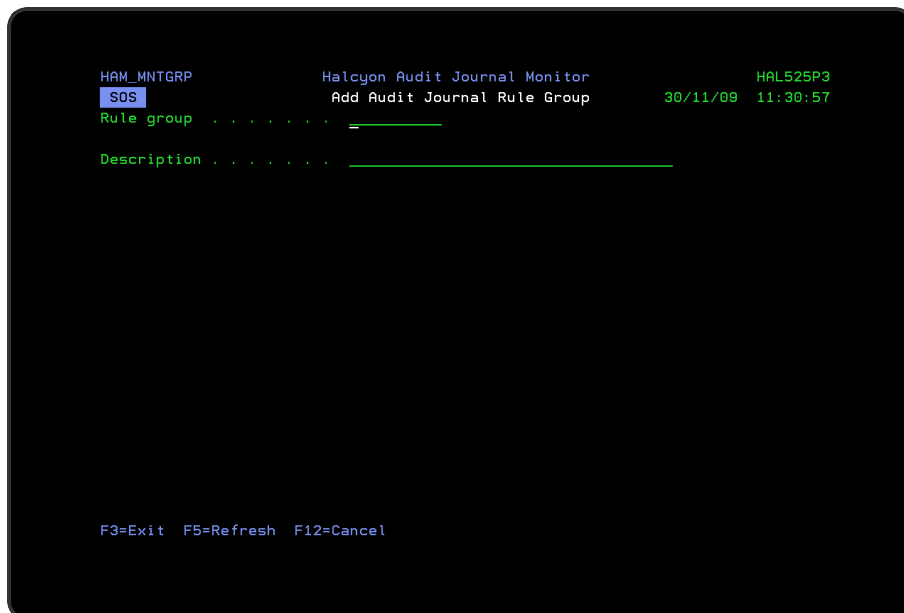 HAM_MNTGRP Halcyon Audit Journal Monitor HAL525P3
SOS Add Audit Journal Rule Group 30/11/09 11:30:57
Rule group . . . . . . .
Description . . . . . . .
F3=Exit F5=Refresh F12=Cancel